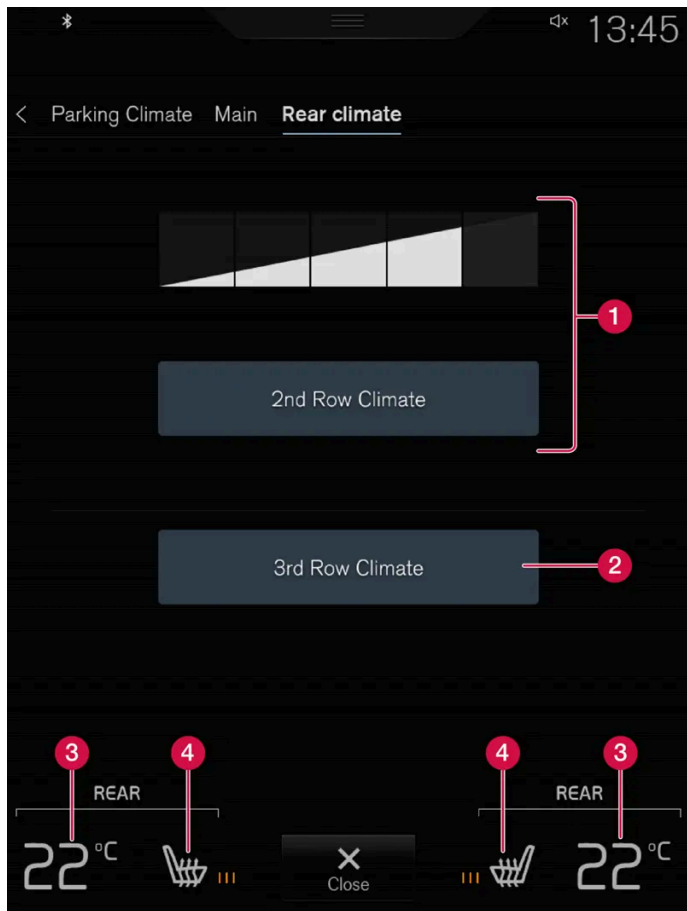 13:45
Parking Climate Main Rear climate
1
2nd Row Climate
3rd Row Climate
2
3 4 4 3
REAR REAR
22°C 22°C
Close